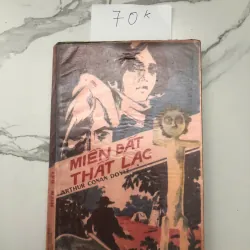 70K
MIỀN ĐẤT
THẤT LẠC
ARTHUR CONAN DOYLE